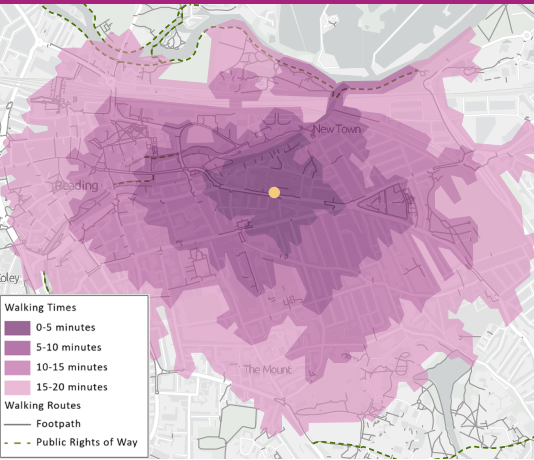 New Town
Reading
oley
The Mount
Walking Times
0-5 minutes
5-10 minutes
10-15 minutes
15-20 minutes
Walking Routes
Footpath
Public Rights of Way